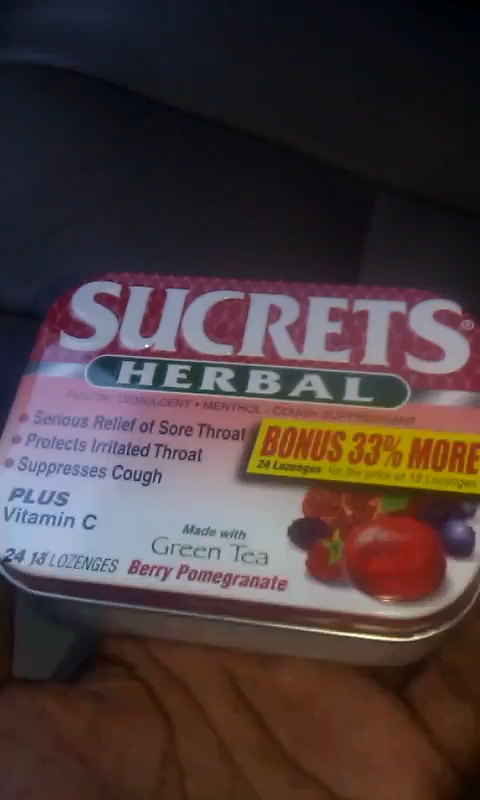 SUCRETS®
HERBAL
PECTIN - DEMULCENT • MENTHOL - COUGH SUPPRESSANT
• Serious Relief of Sore Throat
• Protects Irritated Throat
• Suppresses Cough
BONUS 33% MORE
24 Lozenges for the price of 18 Lozenges
PLUS
Vitamin C
Made with
Green Tea
24 18 LOZENGES Berry Pomegranate